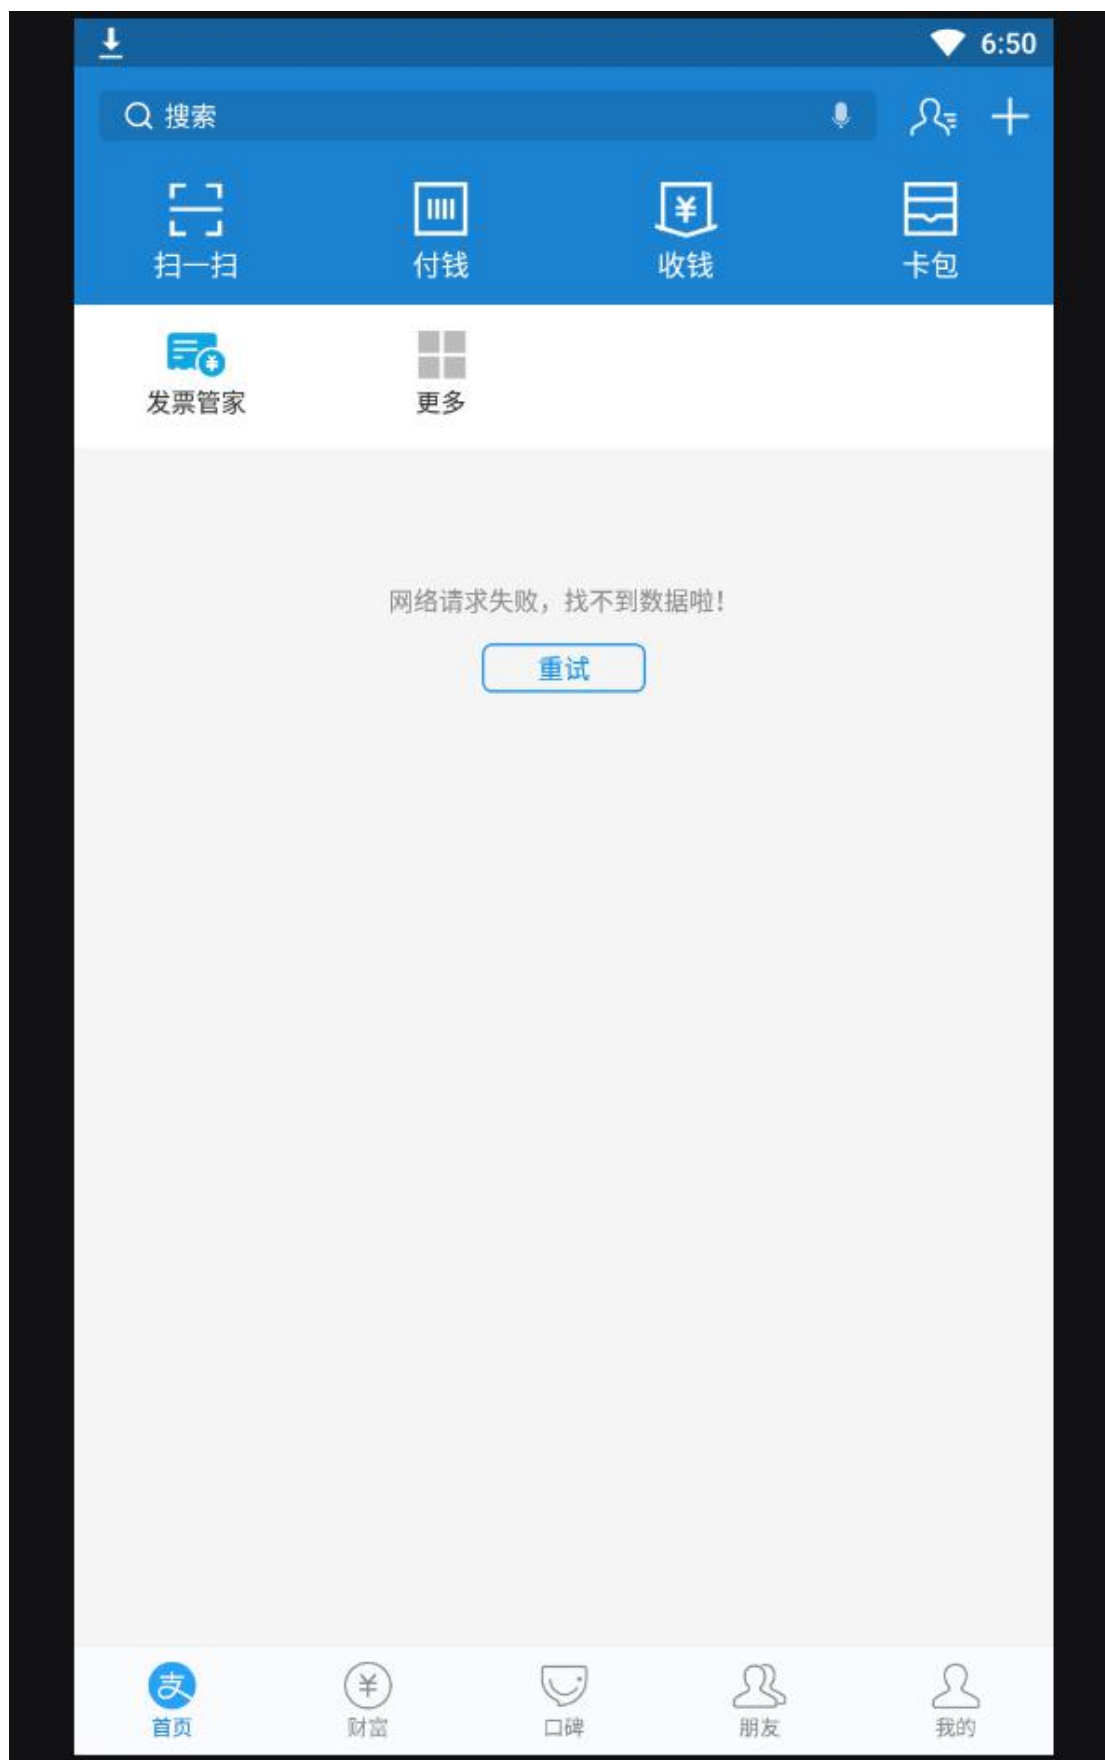 6:50
搜索
扫一扫 付钱 收钱 卡包
发票管家 更多
网络请求失败，找不到数据啦！
重试
首页 财富 口碑 朋友 我的